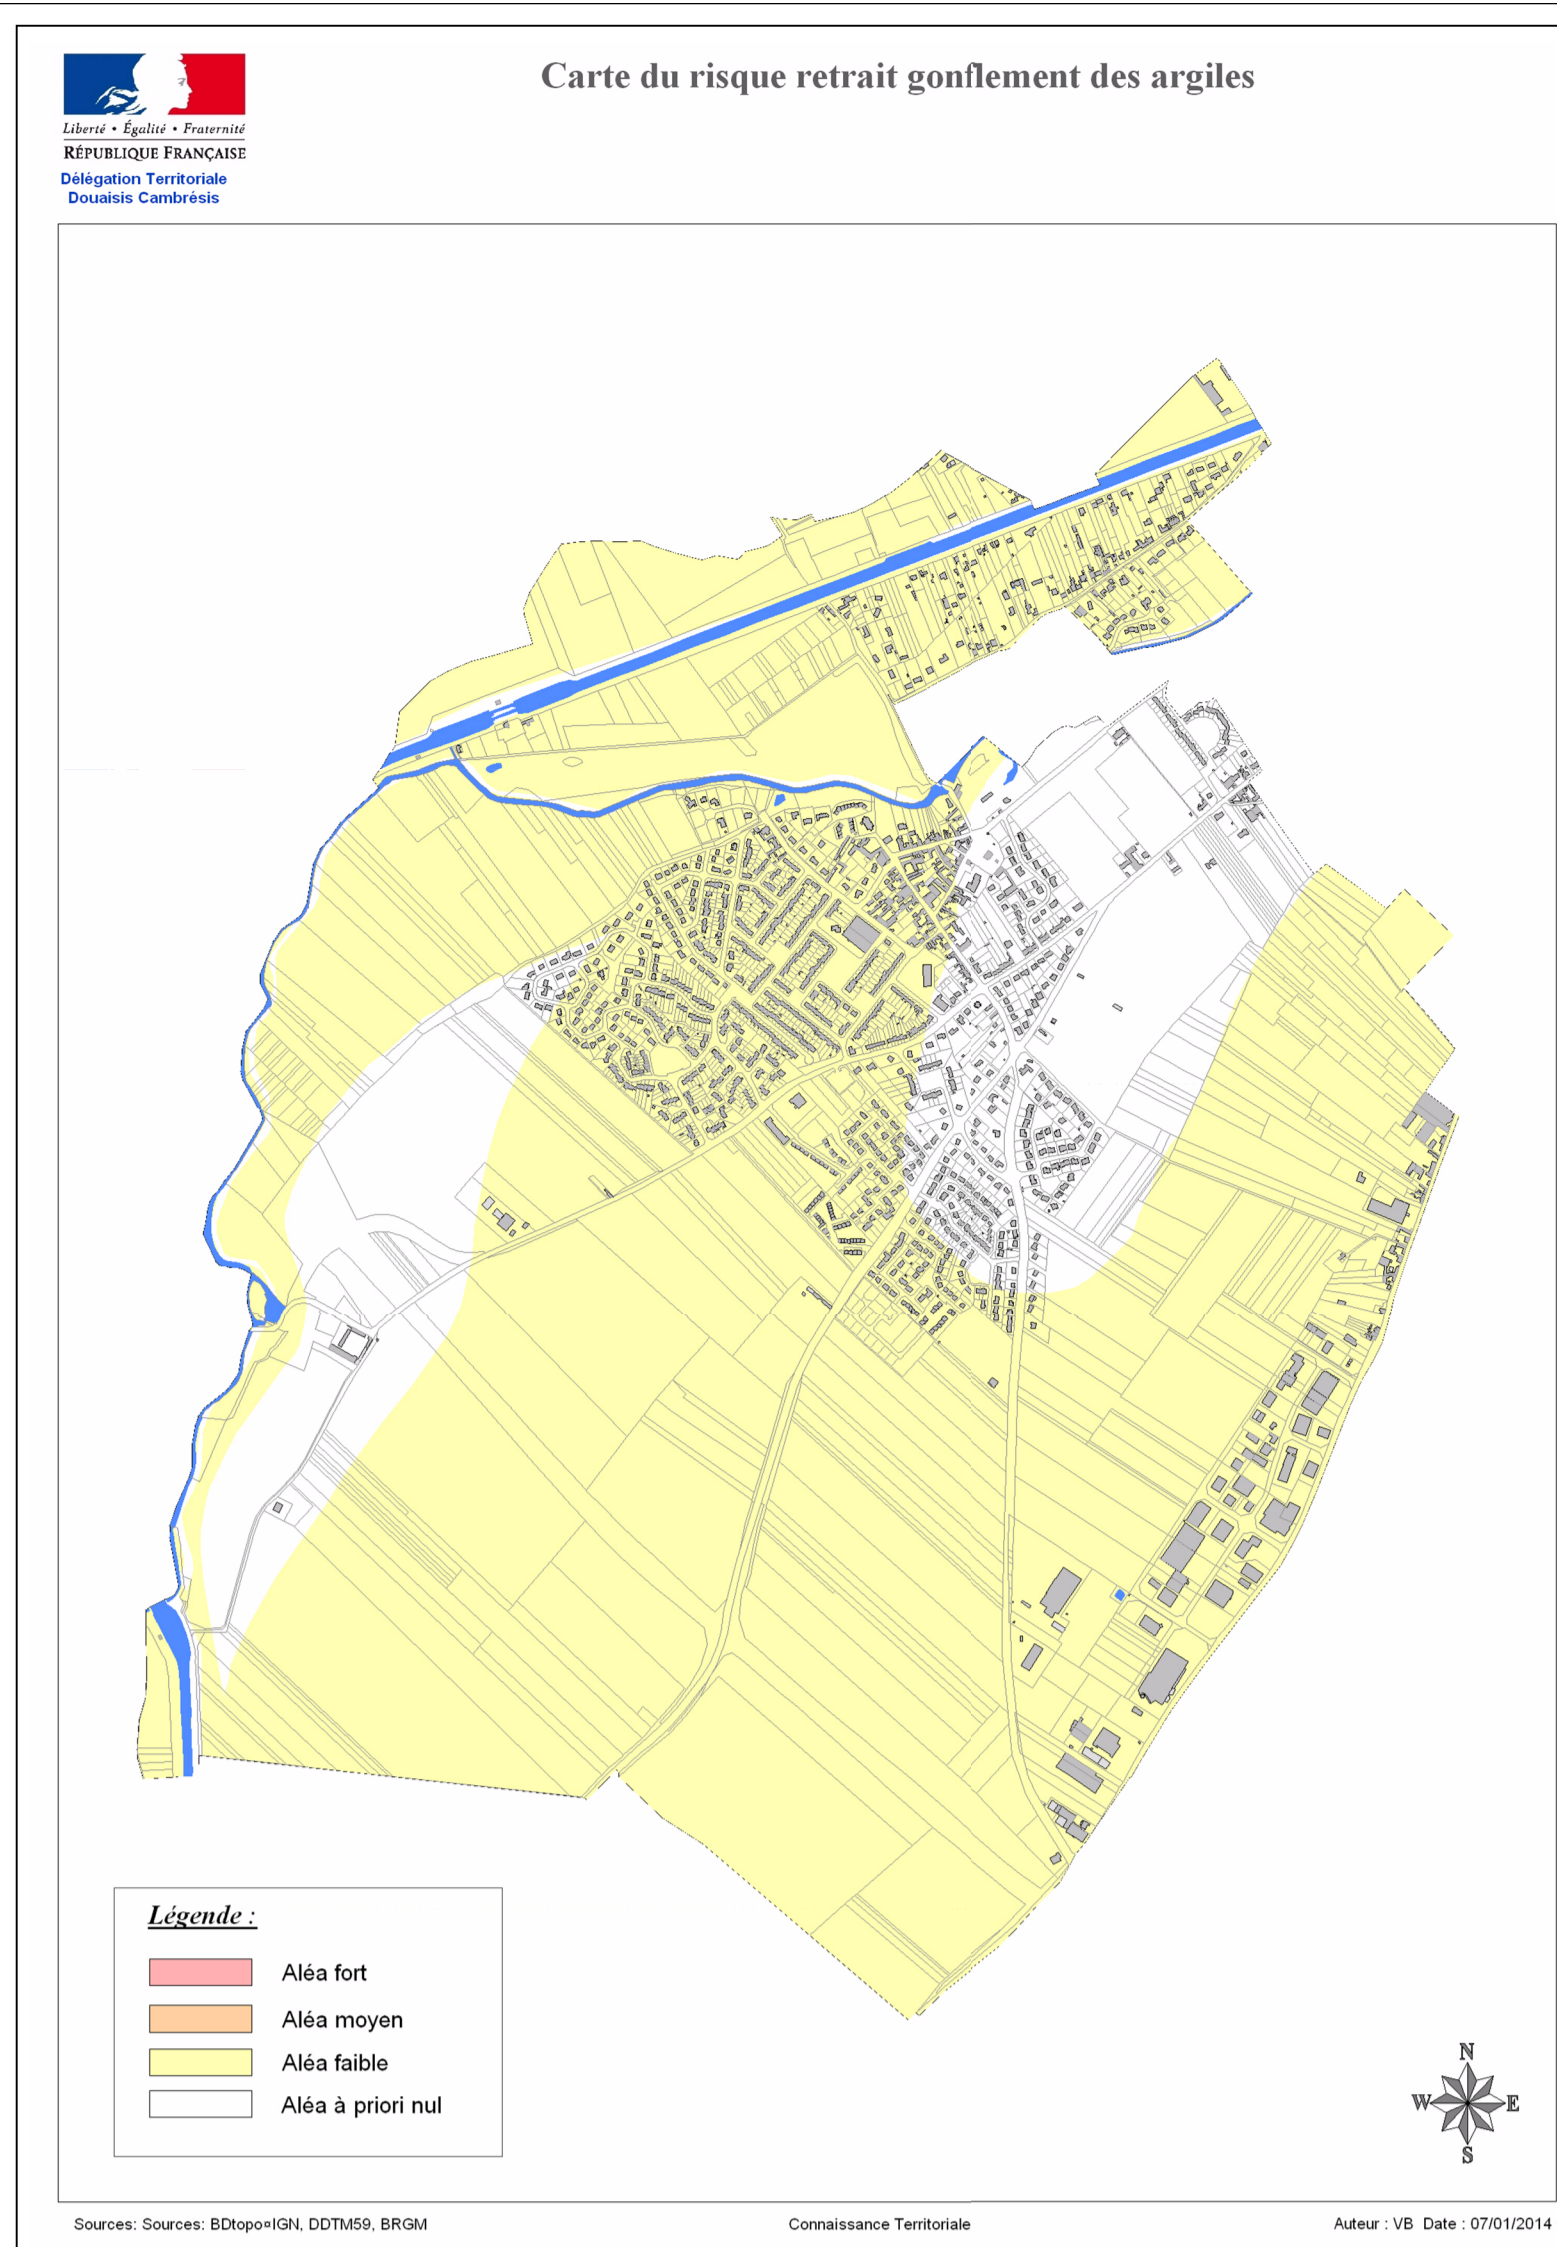 Carte du risque retrait gonflement des argiles
Liberté • Égalité • Fraternité
RÉPUBLIQUE FRANÇAISE
Délégation Territoriale
Douaisis Cambrésis
Légende :
Aléa fort
Aléa moyen
Aléa faible
Aléa à priori nul
N
W E
S
Sources: Sources: BDtopo¤IGN, DDTM59, BRGM
Connaissance Territoriale
Auteur : VB Date : 07/01/2014